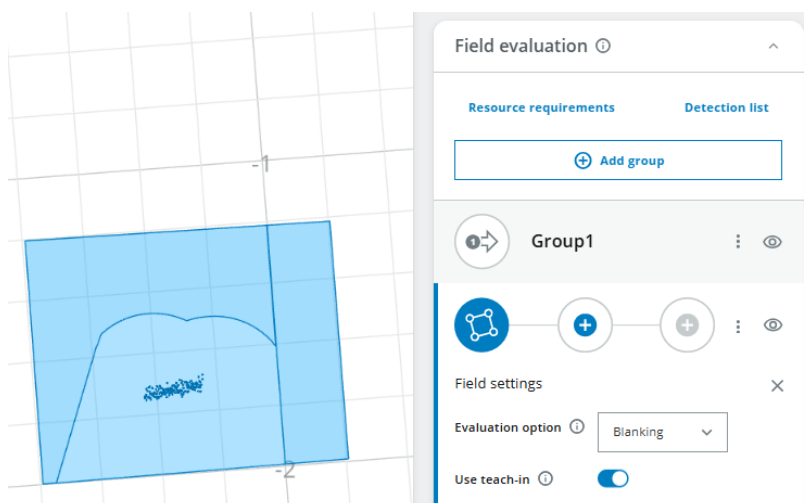 -1
-2
Field evaluation
Resource requirements
Detection list
Add group
1
Group1
Field settings
Evaluation option
Blanking
Use teach-in